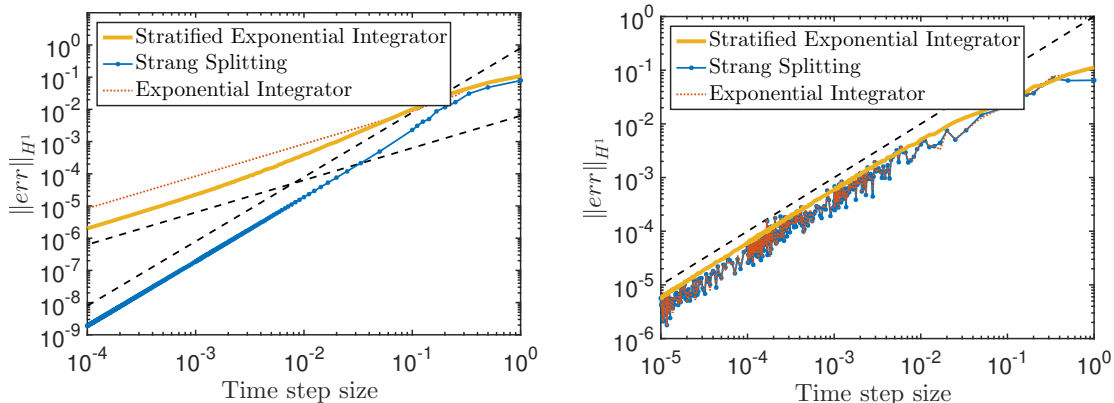 10^0
10^-1
10^-2
10^-3
10^-4
10^-5
10^-6
10^-7
10^-8
10^-9
||err||_{H^1}
Stratified Exponential Integrator
Strang Splitting
Exponential Integrator
10^-4
10^-3
10^-2
10^-1
10^0
Time step size
10^0
10^-1
10^-2
10^-3
10^-4
10^-5
10^-6
||err||_{H^1}
Stratified Exponential Integrator
Strang Splitting
Exponential Integrator
10^-5
10^-4
10^-3
10^-2
10^-1
10^0
Time step size